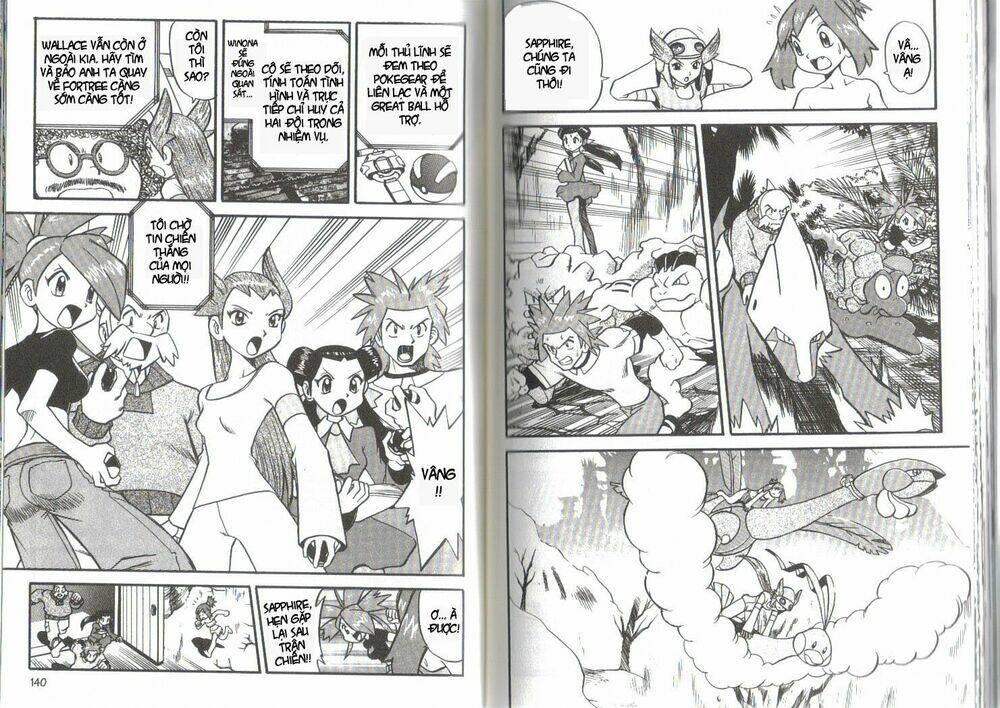 MỖI THỦ LĨNH SẼ
ĐEM THEO
POKEGEAR ĐỂ
LIÊN LẠC VÀ MỘT
GREAT BALL HỖ
TRỢ.
WINONA
SẼ
ĐỨNG
NGOÀI
QUAN
SÁT...
CÔ SẼ THEO DÕI,
TÍNH TOÁN TÌNH
HÌNH VÀ TRỰC
TIẾP CHỈ HUY CẢ
HAI ĐỘI TRONG
NHIỆM VỤ.
CÒN
TÔI
THÌ
SAO?
WALLACE VẪN CÒN Ở
NGOÀI KIA. HÃY TÌM
VÀ BẢO ANH TA QUAY
VỀ FORTREE CÀNG
SỚM CÀNG TỐT!
TÔI CHỜ
TIN CHIẾN
THẮNG
CỦA MỌI
NGƯỜI!!
VÂNG
!!
Ơ... À
ĐƯỢC!
SAPPHIRE,
HẸN GẶP
LẠI SAU
TRẬN
CHIẾN!!
140
VÂ...
VÂNG
Ạ!
SAPPHIRE,
CHÚNG TA
CŨNG ĐI
THÔI!